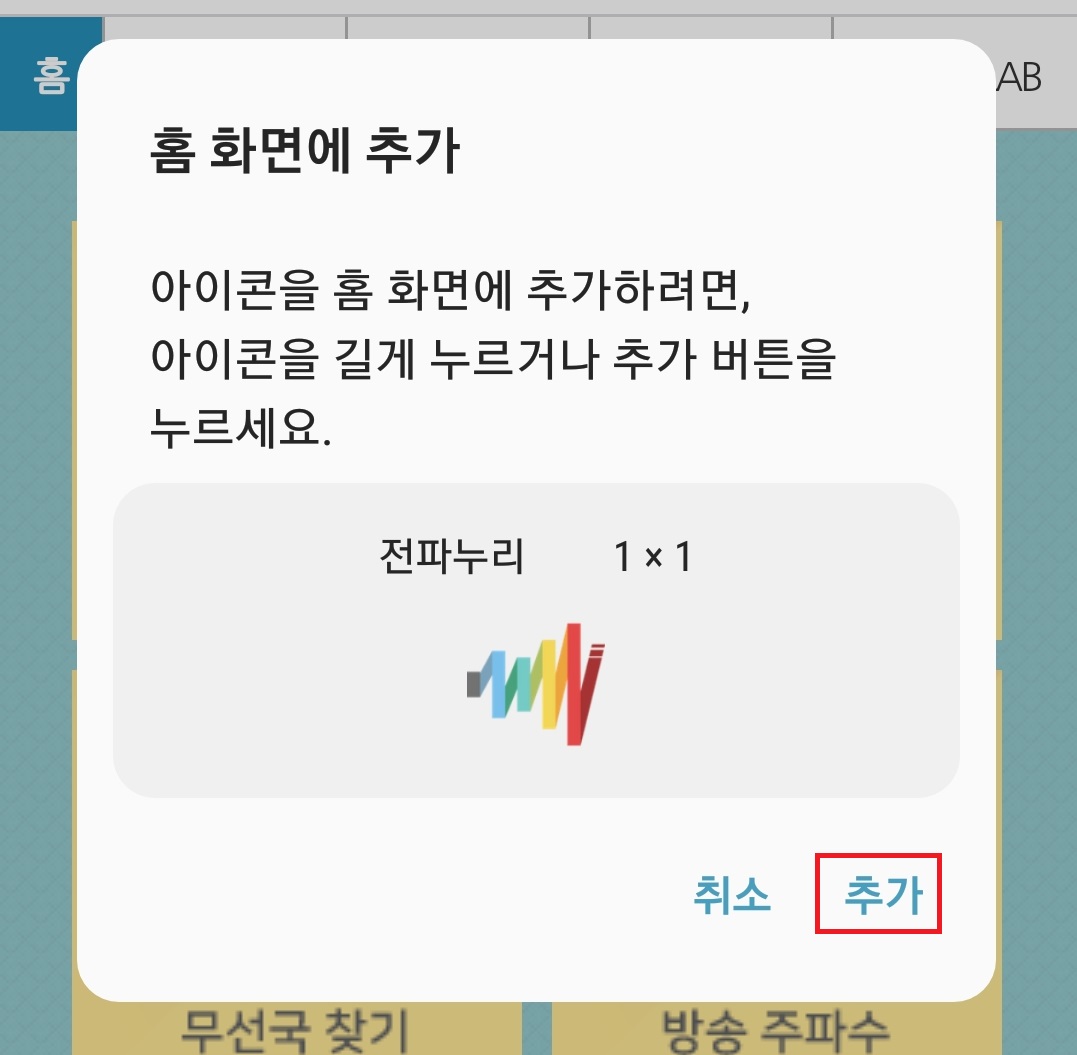 홈
AB
홈 화면에 추가
아이콘을 홈 화면에 추가하려면,
아이콘을 길게 누르거나 추가 버튼을
누르세요.
전파누리 1 × 1
취소 추가
무선국 찾기 방송 주파수